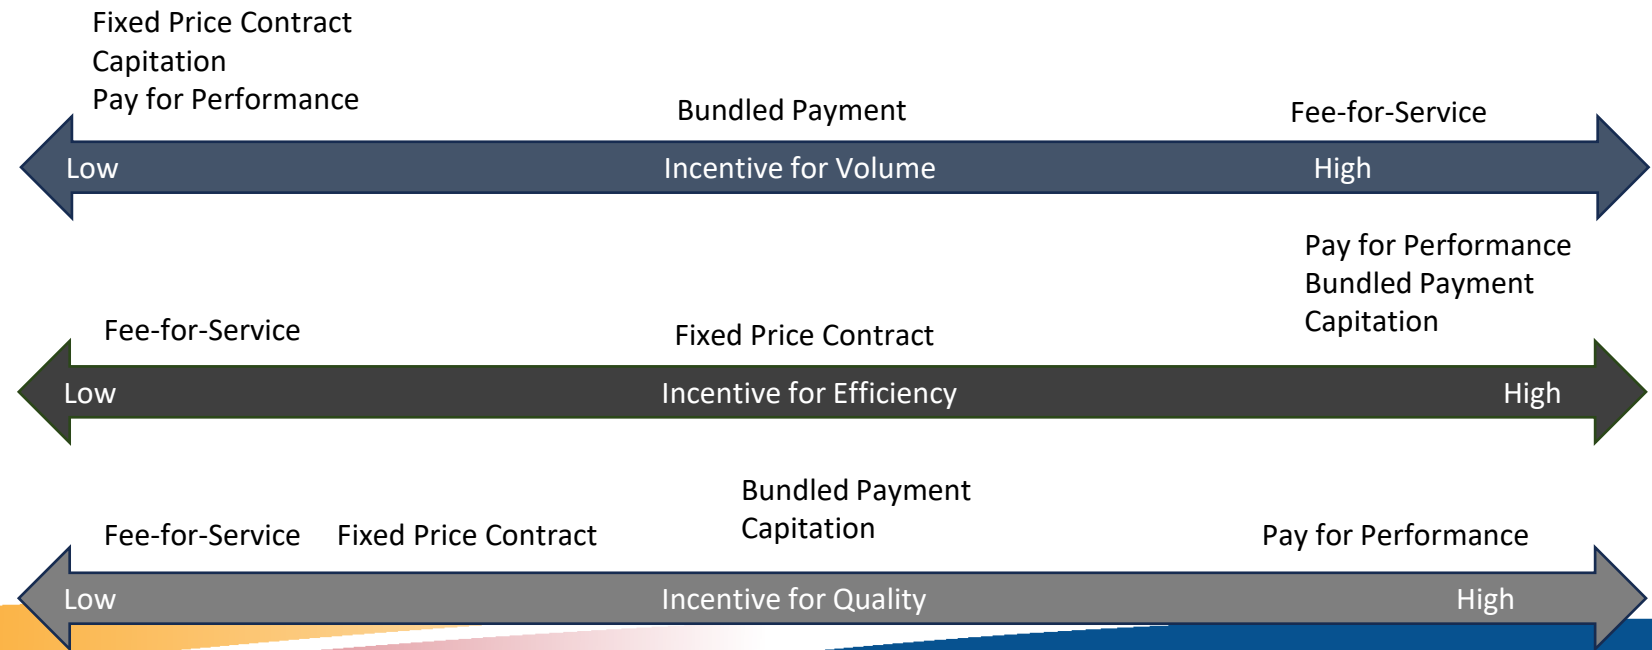 Fixed Price Contract
Capitation
Pay for Performance
Bundled Payment
Fee-for-Service
Low
Incentive for Volume
High
Pay for Performance
Bundled Payment
Capitation
Fee-for-Service
Fixed Price Contract
Low
Incentive for Efficiency
High
Bundled Payment
Capitation
Fee-for-Service
Fixed Price Contract
Pay for Performance
Low
Incentive for Quality
High